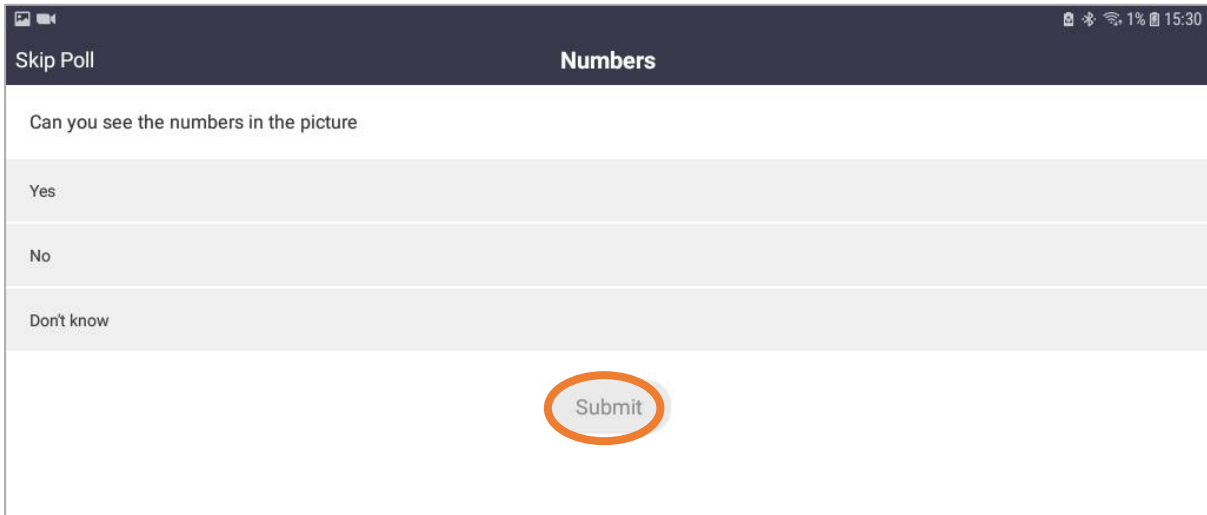 1% 15:30
Skip Poll Numbers
Can you see the numbers in the picture
Yes
No
Don't know
Submit